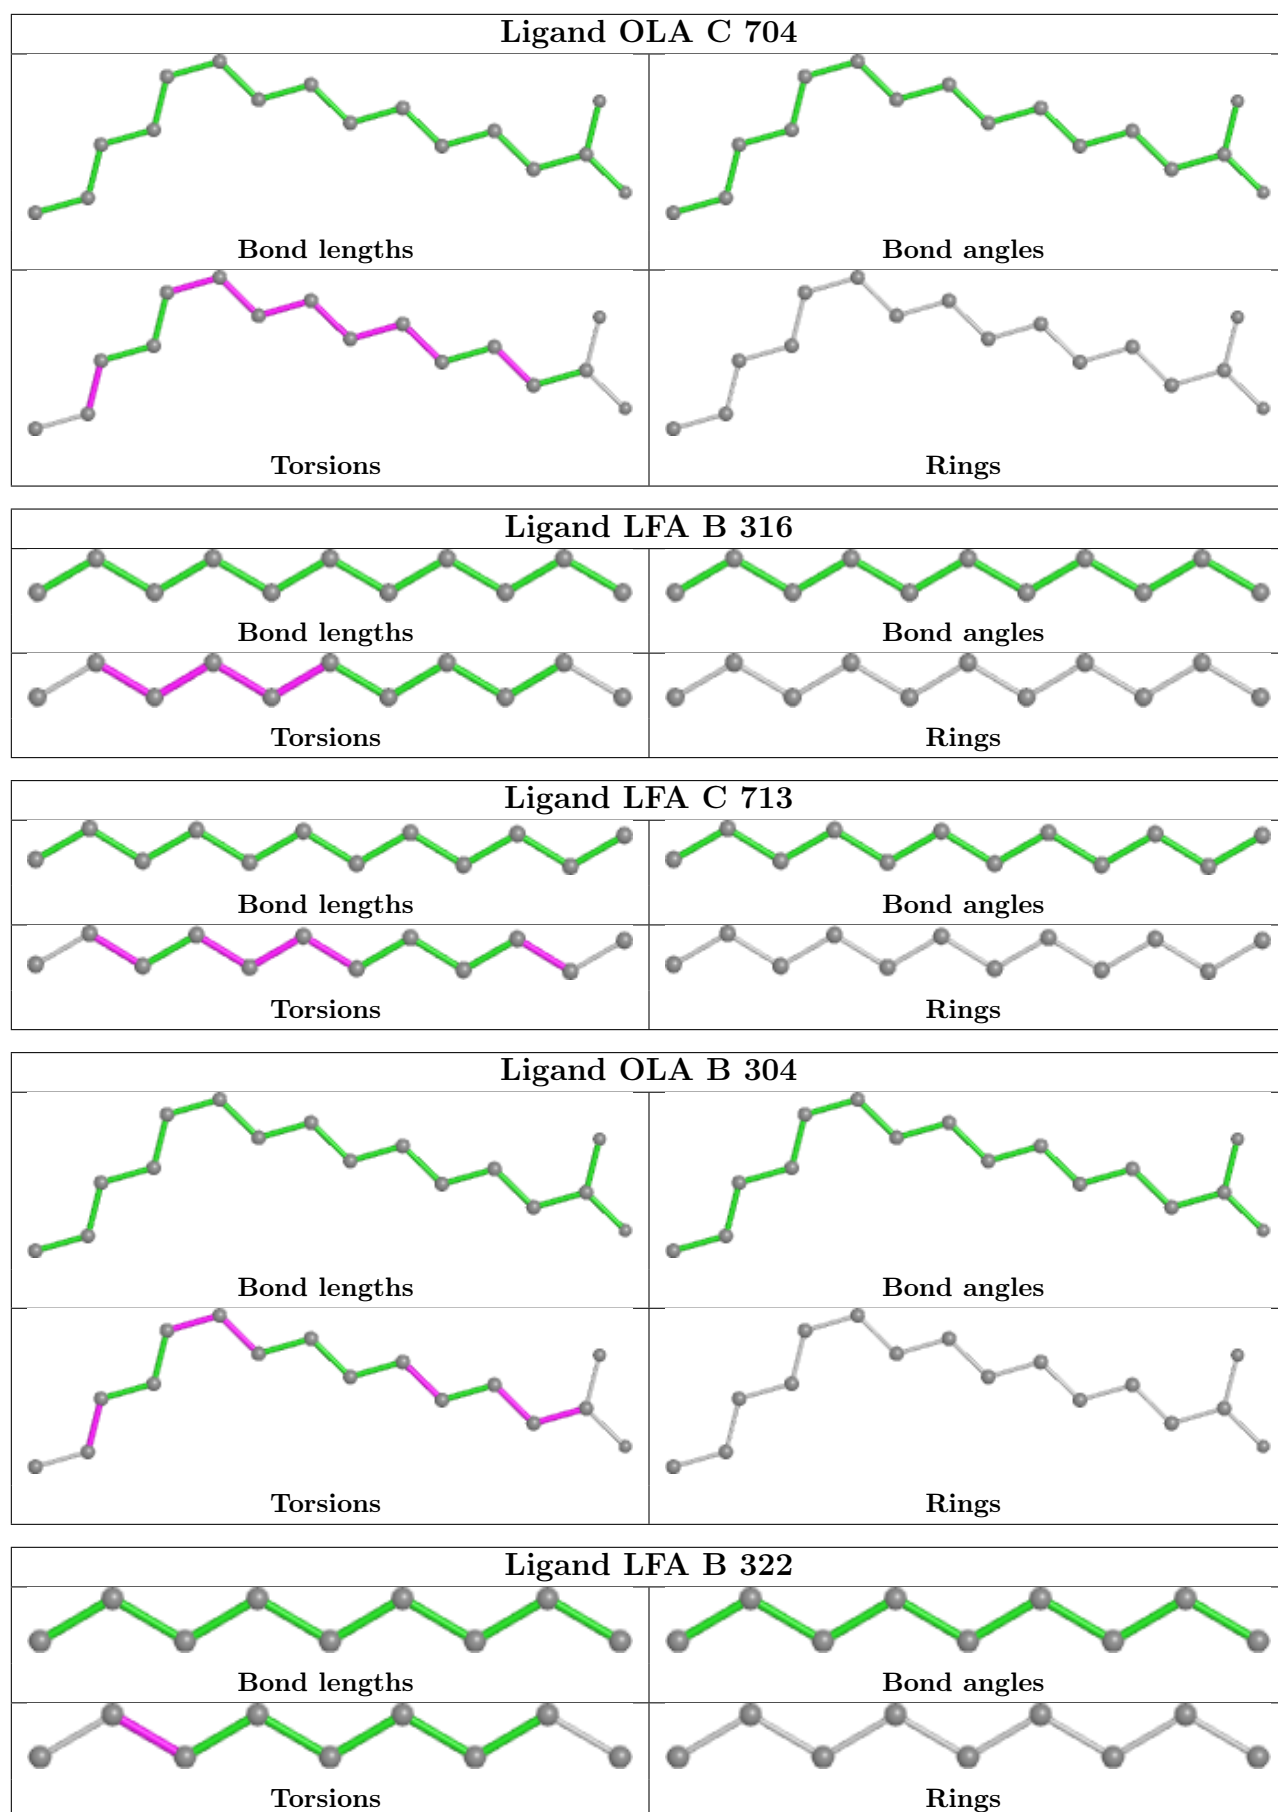 Ligand OLA C 704
Bond lengths Bond angles
Torsions Rings
Ligand LFA B 316
Bond lengths Bond angles
Torsions Rings
Ligand LFA C 713
Bond lengths Bond angles
Torsions Rings
Ligand OLA B 304
Bond lengths Bond angles
Torsions Rings
Ligand LFA B 322
Bond lengths Bond angles
Torsions Rings